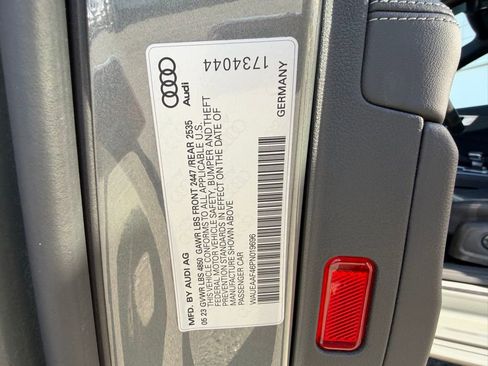 Audi
1734044
MFD. BY AUDI AG
05 23 GVWR LBS 4850 GAWR LBS FRONT 2447 /REAR 2535
THIS VEHICLE CONFORMS TO ALL APPLICABLE U.S.
FEDERAL MOTOR VEHICLE SAFETY, BUMPER AND THEFT
PREVENTION STANDARDS IN EFFECT ON THE DATE OF
MANUFACTURE SHOWN ABOVE
PASSENGER CAR
WAUEAAF46PN019696
GERMANY